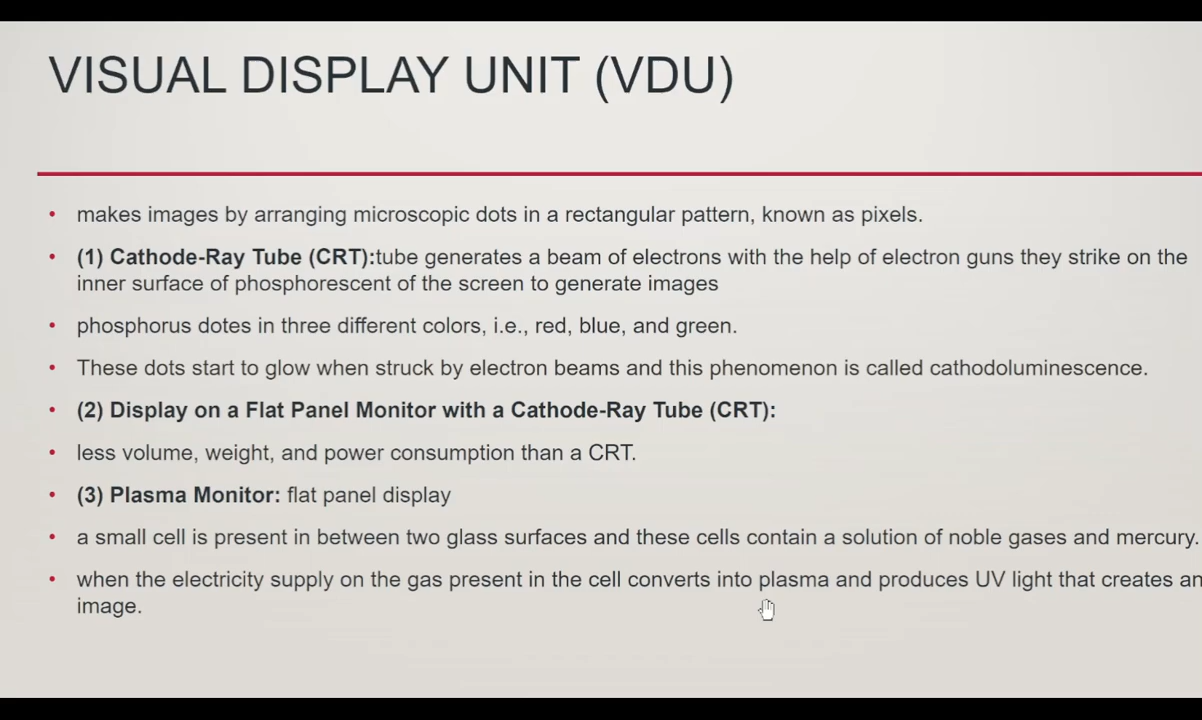 VISUAL DISPLAY UNIT (VDU)
• makes images by arranging microscopic dots in a rectangular pattern, known as pixels.
• (1) Cathode-Ray Tube (CRT):tube generates a beam of electrons with the help of electron guns they strike on the
inner surface of phosphorescent of the screen to generate images
• phosphorus dotes in three different colors, i.e., red, blue, and green.
• These dots start to glow when struck by electron beams and this phenomenon is called cathodoluminescence.
• (2) Display on a Flat Panel Monitor with a Cathode-Ray Tube (CRT):
• less volume, weight, and power consumption than a CRT.
• (3) Plasma Monitor: flat panel display
• a small cell is present in between two glass surfaces and these cells contain a solution of noble gases and mercury.
• when the electricity supply on the gas present in the cell converts into plasma and produces UV light that creates an
image.